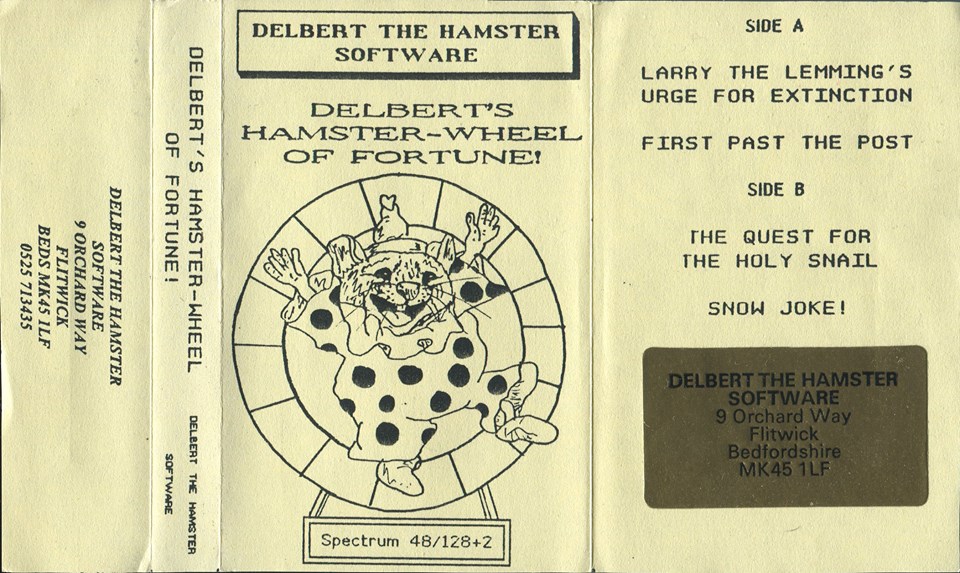 DELBERT THE HAMSTER
SOFTWARE
9 ORCHARD WAY
FLITWICK
BEDS MK45 1LF
0525 713435
DELBERT'S HAMSTER-WHEEL
OF FORTUNE!
DELBERT THE HAMSTER
SOFTWARE
DELBERT THE HAMSTER
SOFTWARE
DELBERT'S
HAMSTER-WHEEL
OF FORTUNE!
Spectrum 48/128+2
SIDE A
LARRY THE LEMMING'S
URGE FOR EXTINCTION
FIRST PAST THE POST
SIDE B
THE QUEST FOR
THE HOLY SNAIL
SNOW JOKE!
DELBERT THE HAMSTER
SOFTWARE
9 Orchard Way
Flitwick
Bedfordshire
MK45 1LF